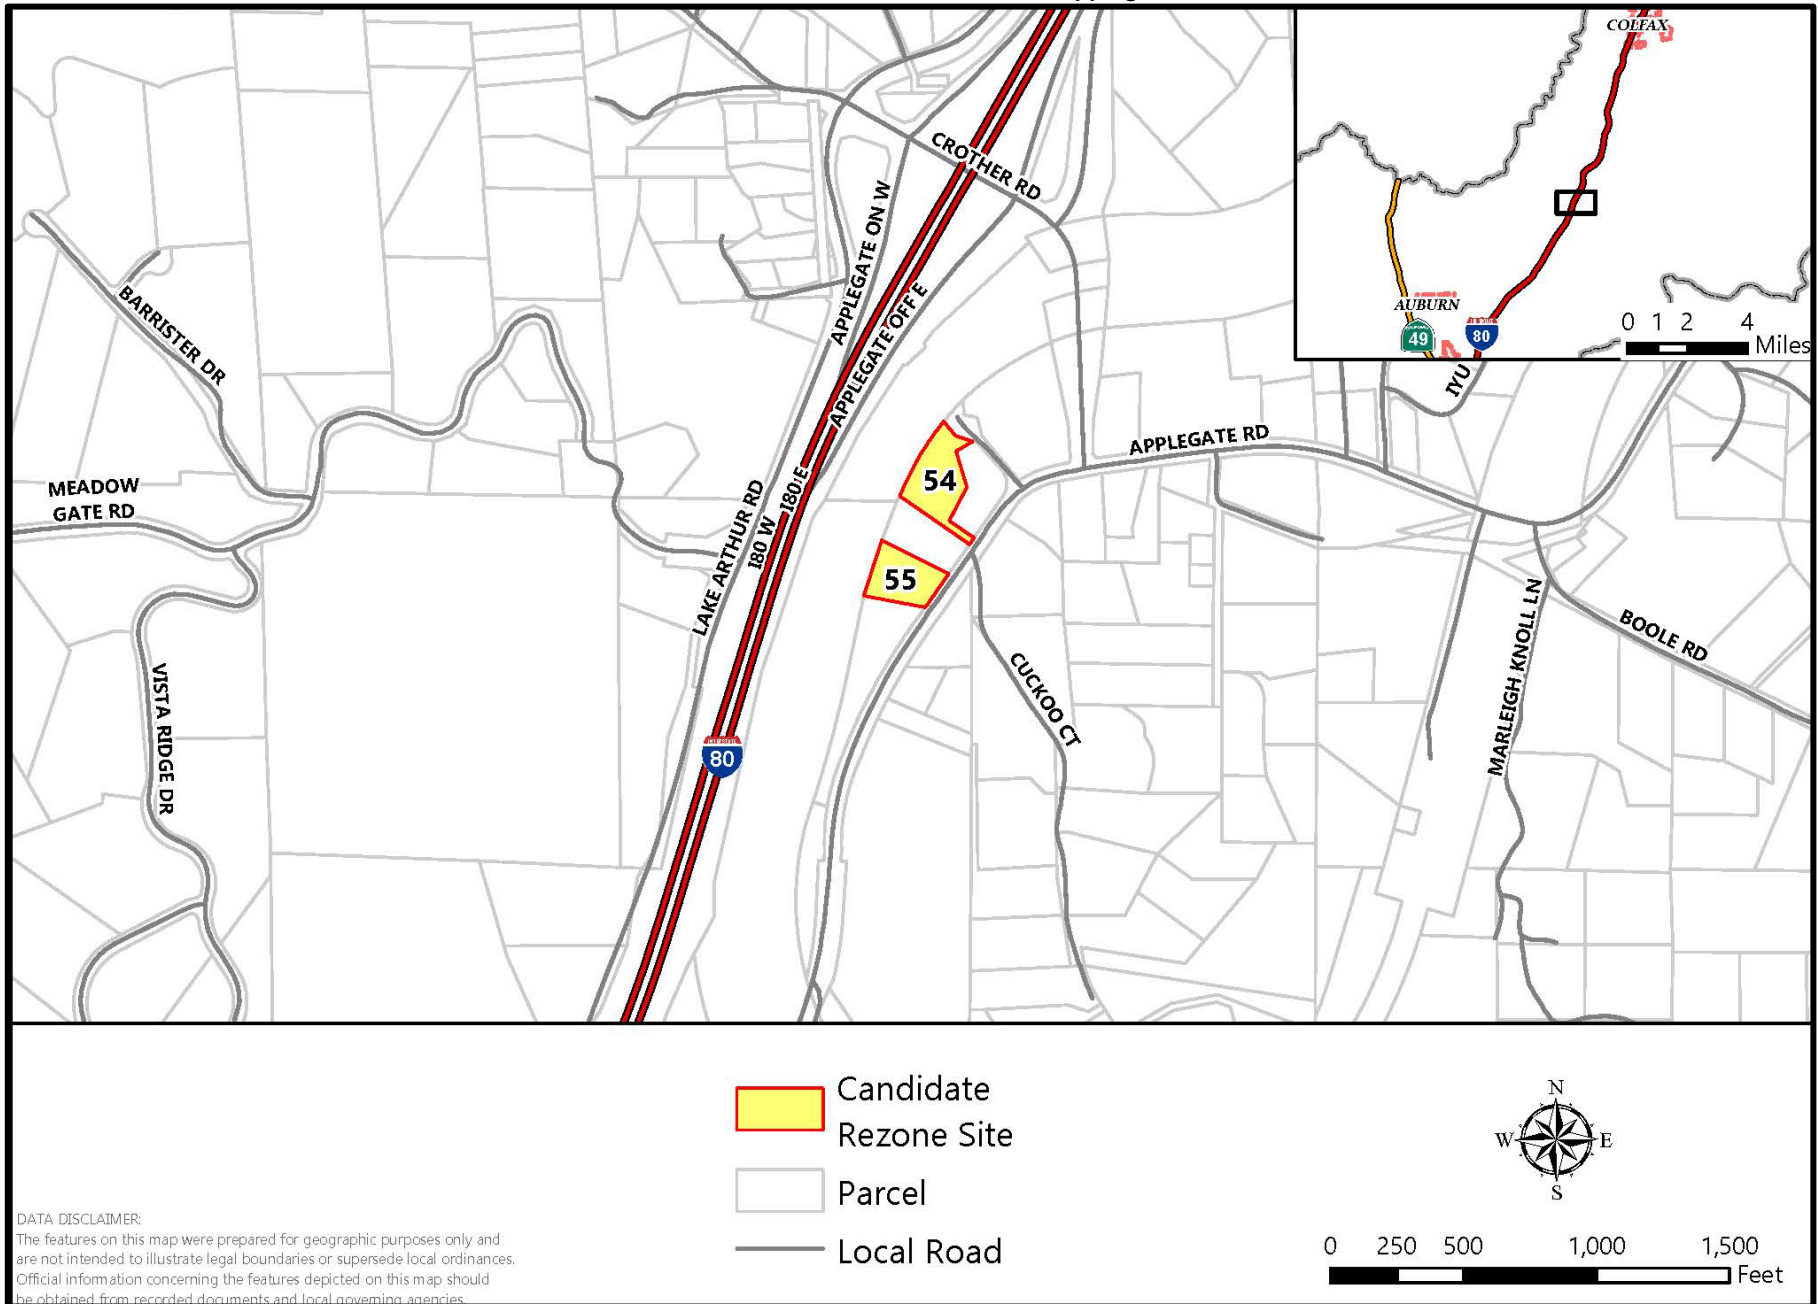 COLFAX
AUBURN
49
80
0 1 2 4
Miles
CROTHER RD
APPLEGATE ON W
APPLEGATE OFF E
BARRISTER DR
IYU
APPLEGATE RD
MEADOW
GATE RD
54
I80 E
I80 W
LAKE ARTHUR RD
55
BOOLE RD
MARLEIGH KNOLL LN
CUCKOO CT
VISTA RIDGE DR
80
Candidate
Rezone Site
Parcel
Local Road
N
W E
S
0 250 500 1,000 1,500
Feet
DATA DISCLAIMER:
The features on this map were prepared for geographic purposes only and
are not intended to illustrate legal boundaries or supersede local ordinances.
Official information concerning the features depicted on this map should
be obtained from recorded documents and local governing agencies.